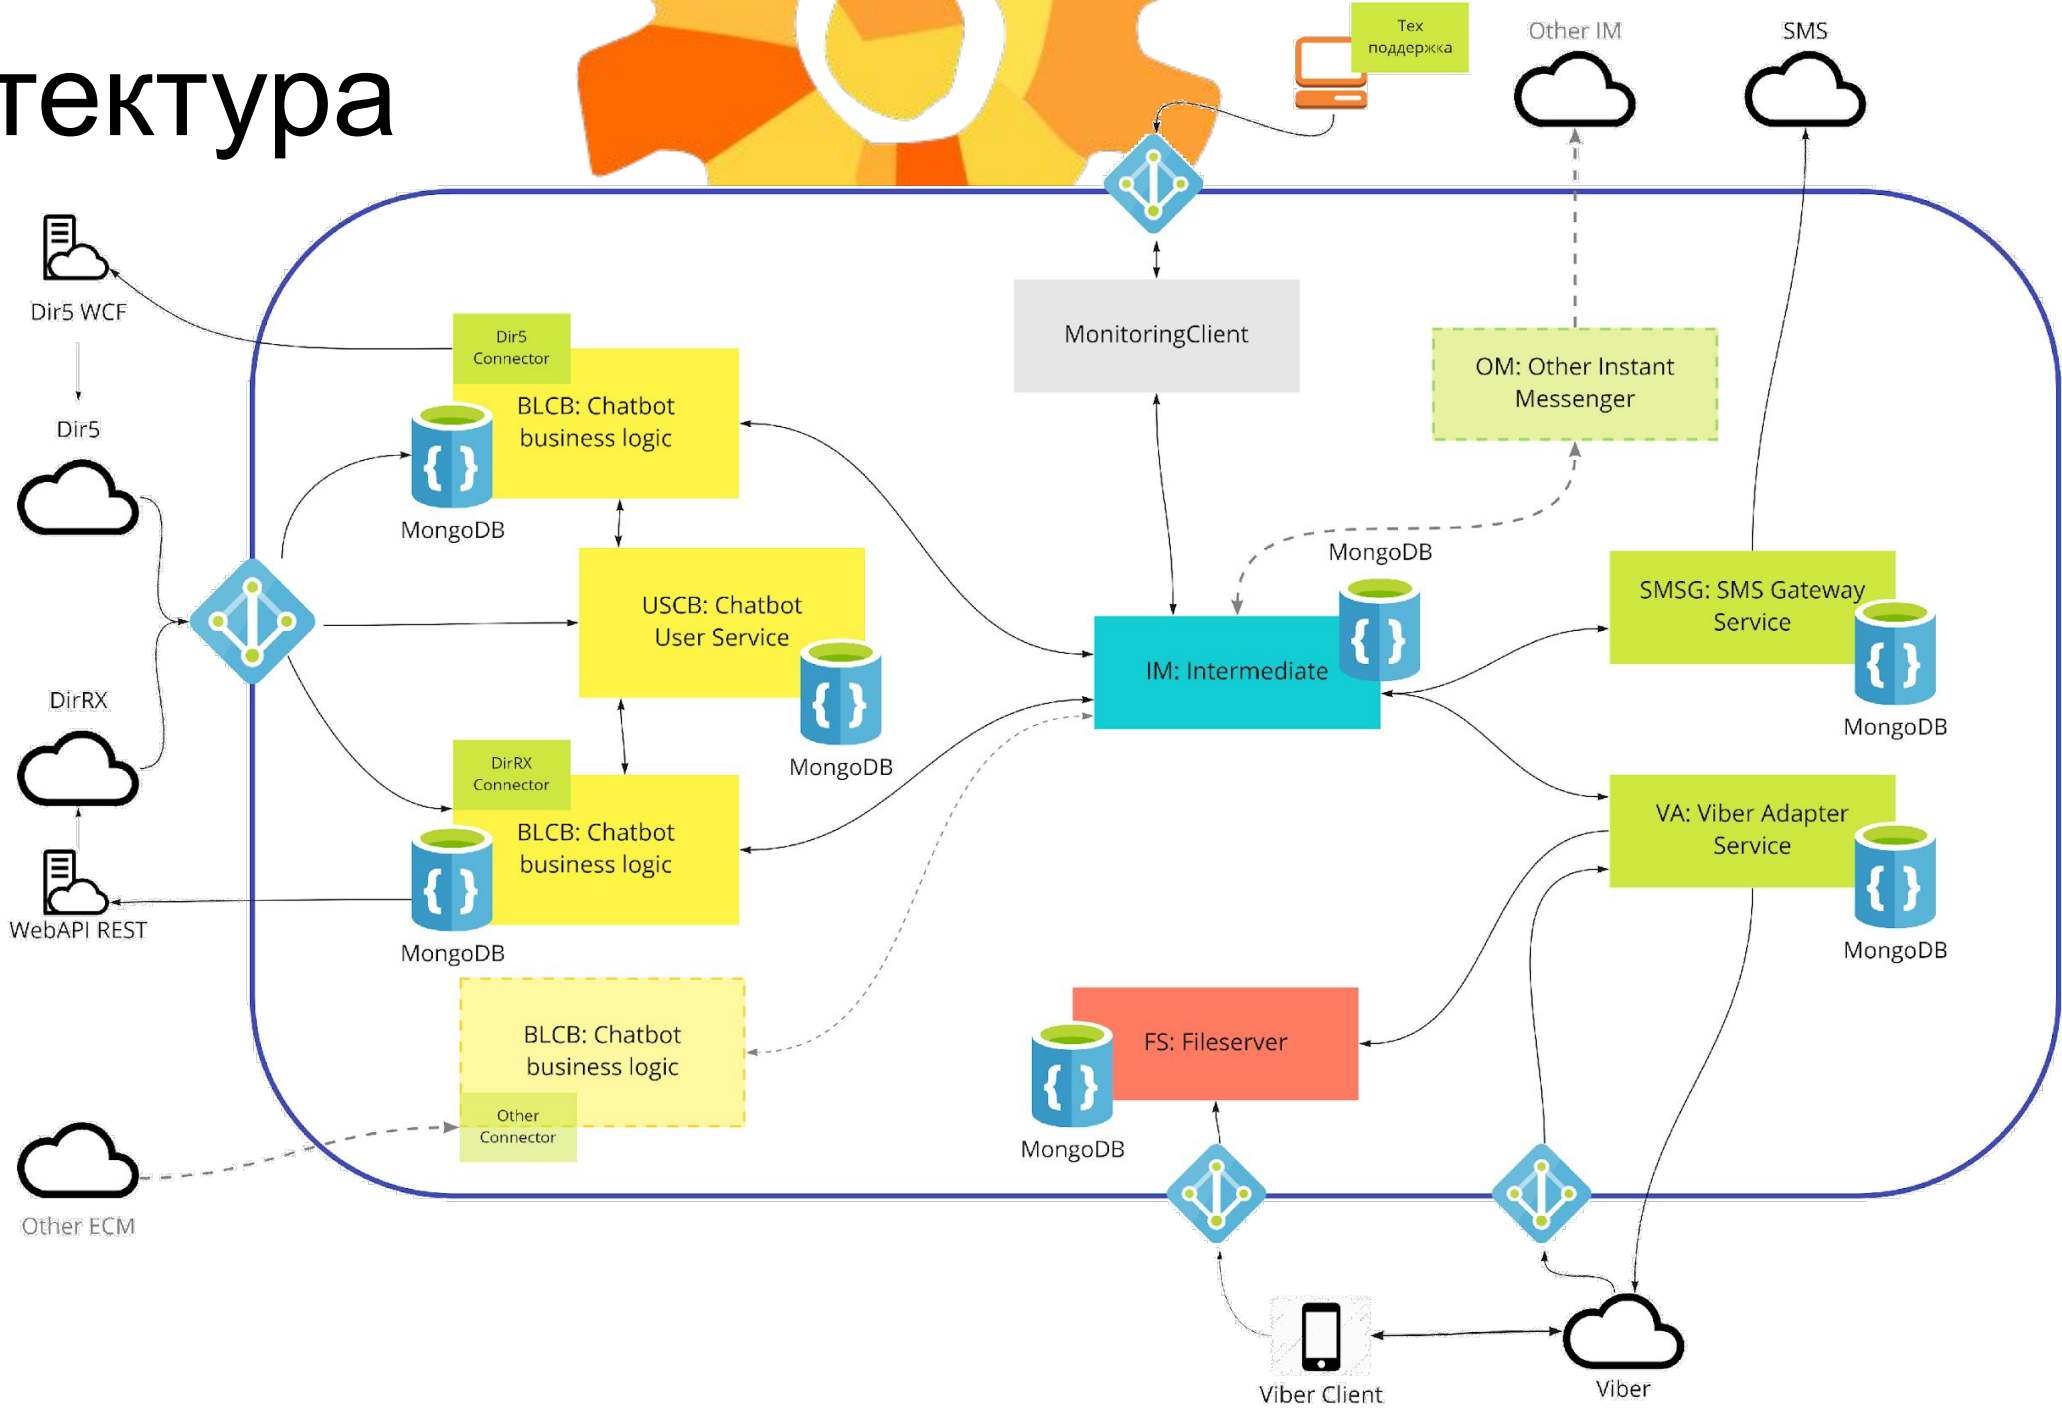 тектура
Тех
поддержка
Other IM
SMS
Dir5 WCF
Dir5
Connector
BLCB: Chatbot
business logic
MongoDB
MonitoringClient
OM: Other Instant
Messenger
Dir5
USCB: Chatbot
User Service
MongoDB
MongoDB
IM: Intermediate
SMSG: SMS Gateway
Service
MongoDB
DirRX
DirRX
Connector
BLCB: Chatbot
business logic
MongoDB
VA: Viber Adapter
Service
MongoDB
WebAPI REST
BLCB: Chatbot
business logic
Other
Connector
FS: Fileserver
MongoDB
Other ECM
Viber Client
Viber